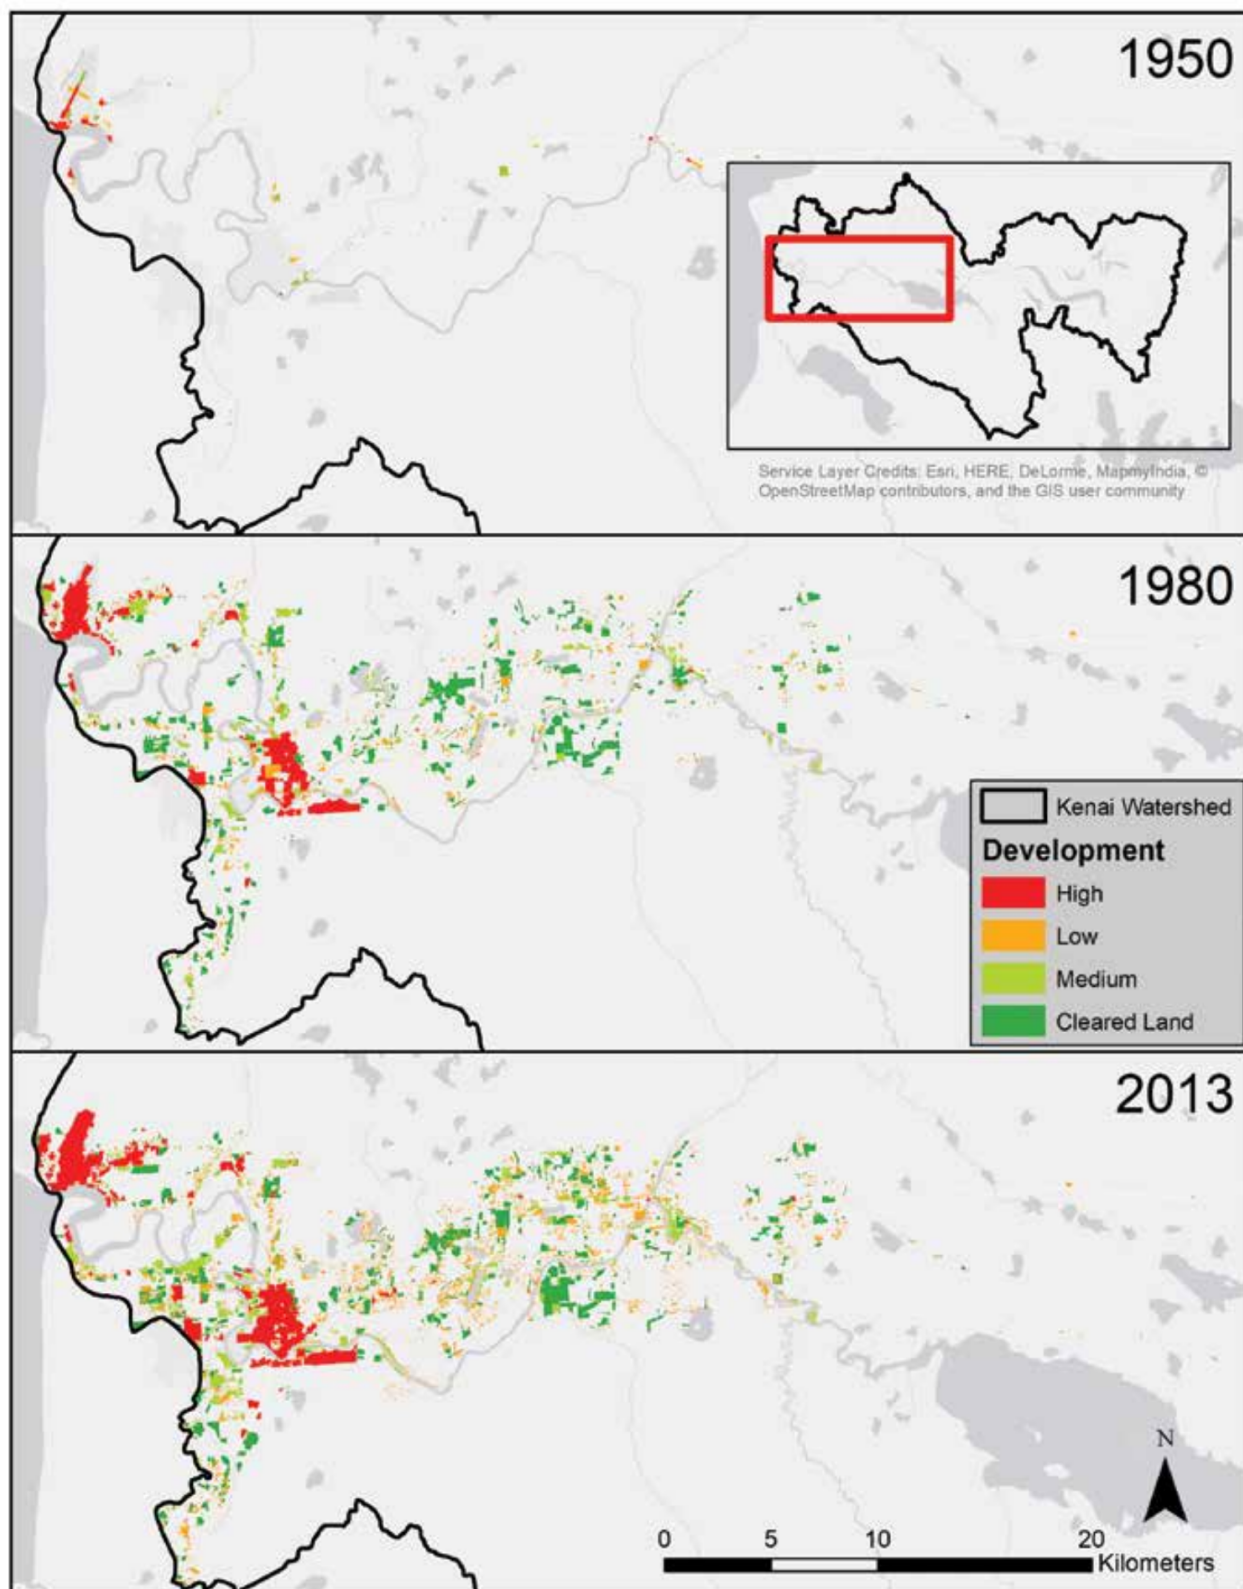 1950
Service Layer Credits: Esri, HERE, DeLorme, MapmyIndia, ©
OpenStreetMap contributors, and the GIS user community
1980
Kenai Watershed
Development
High
Low
Medium
Cleared Land
2013
N
0 5 10 20
Kilometers